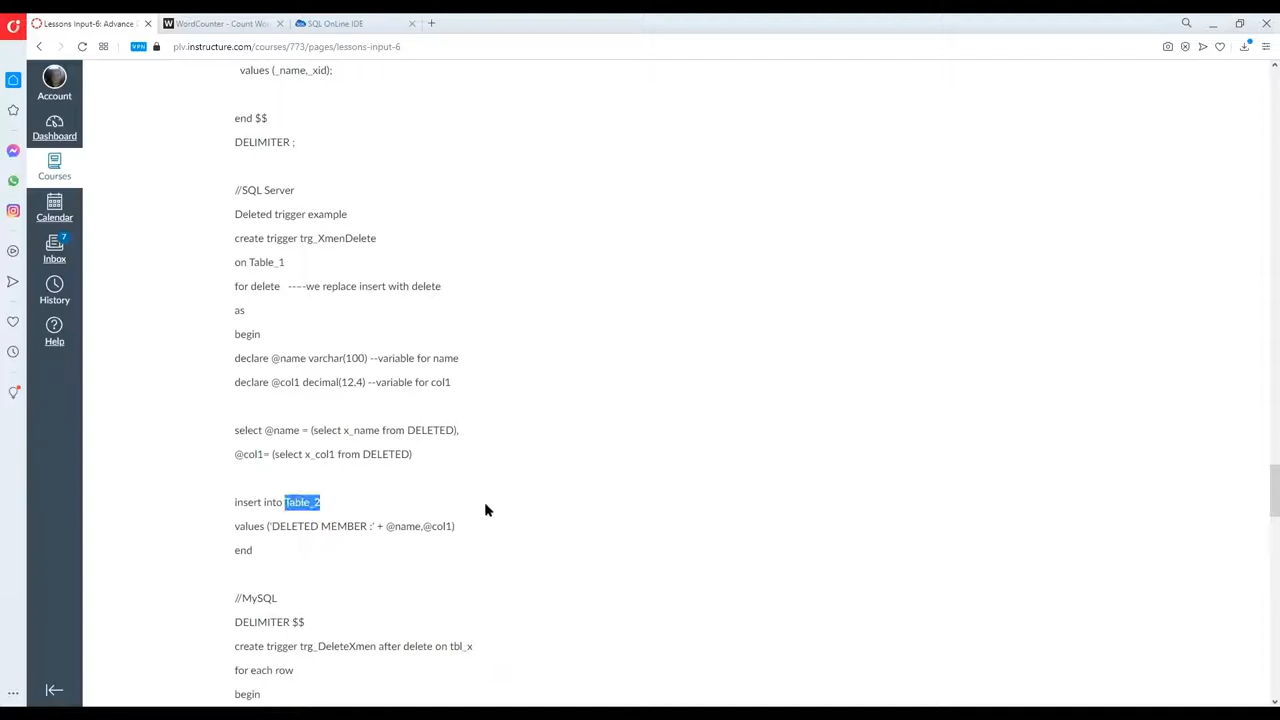 Lessons Input-6: Advance
WordCounter - Count Wo
SQL OnLine IDE
VPN
plv.instructure.com/courses/773/pages/lessons-input-6
Account
Dashboard
Courses
Calendar
7
Inbox
History
Help
values (_name,_xid);
end $$
DELIMITER ;
//SQL Server
Deleted trigger example
create trigger trg_XmenDelete
on Table_1
for delete ----we replace insert with delete
as
begin
declare @name varchar(100) --variable for name
declare @col1 decimal(12,4) --variable for col1
select @name = (select x_name from DELETED),
@col1= (select x_col1 from DELETED)
insert into Table_2
values ('DELETED MEMBER :' + @name,@col1)
end
//MySQL
DELIMITER $$
create trigger trg_DeleteXmen after delete on tbl_x
for each row
begin